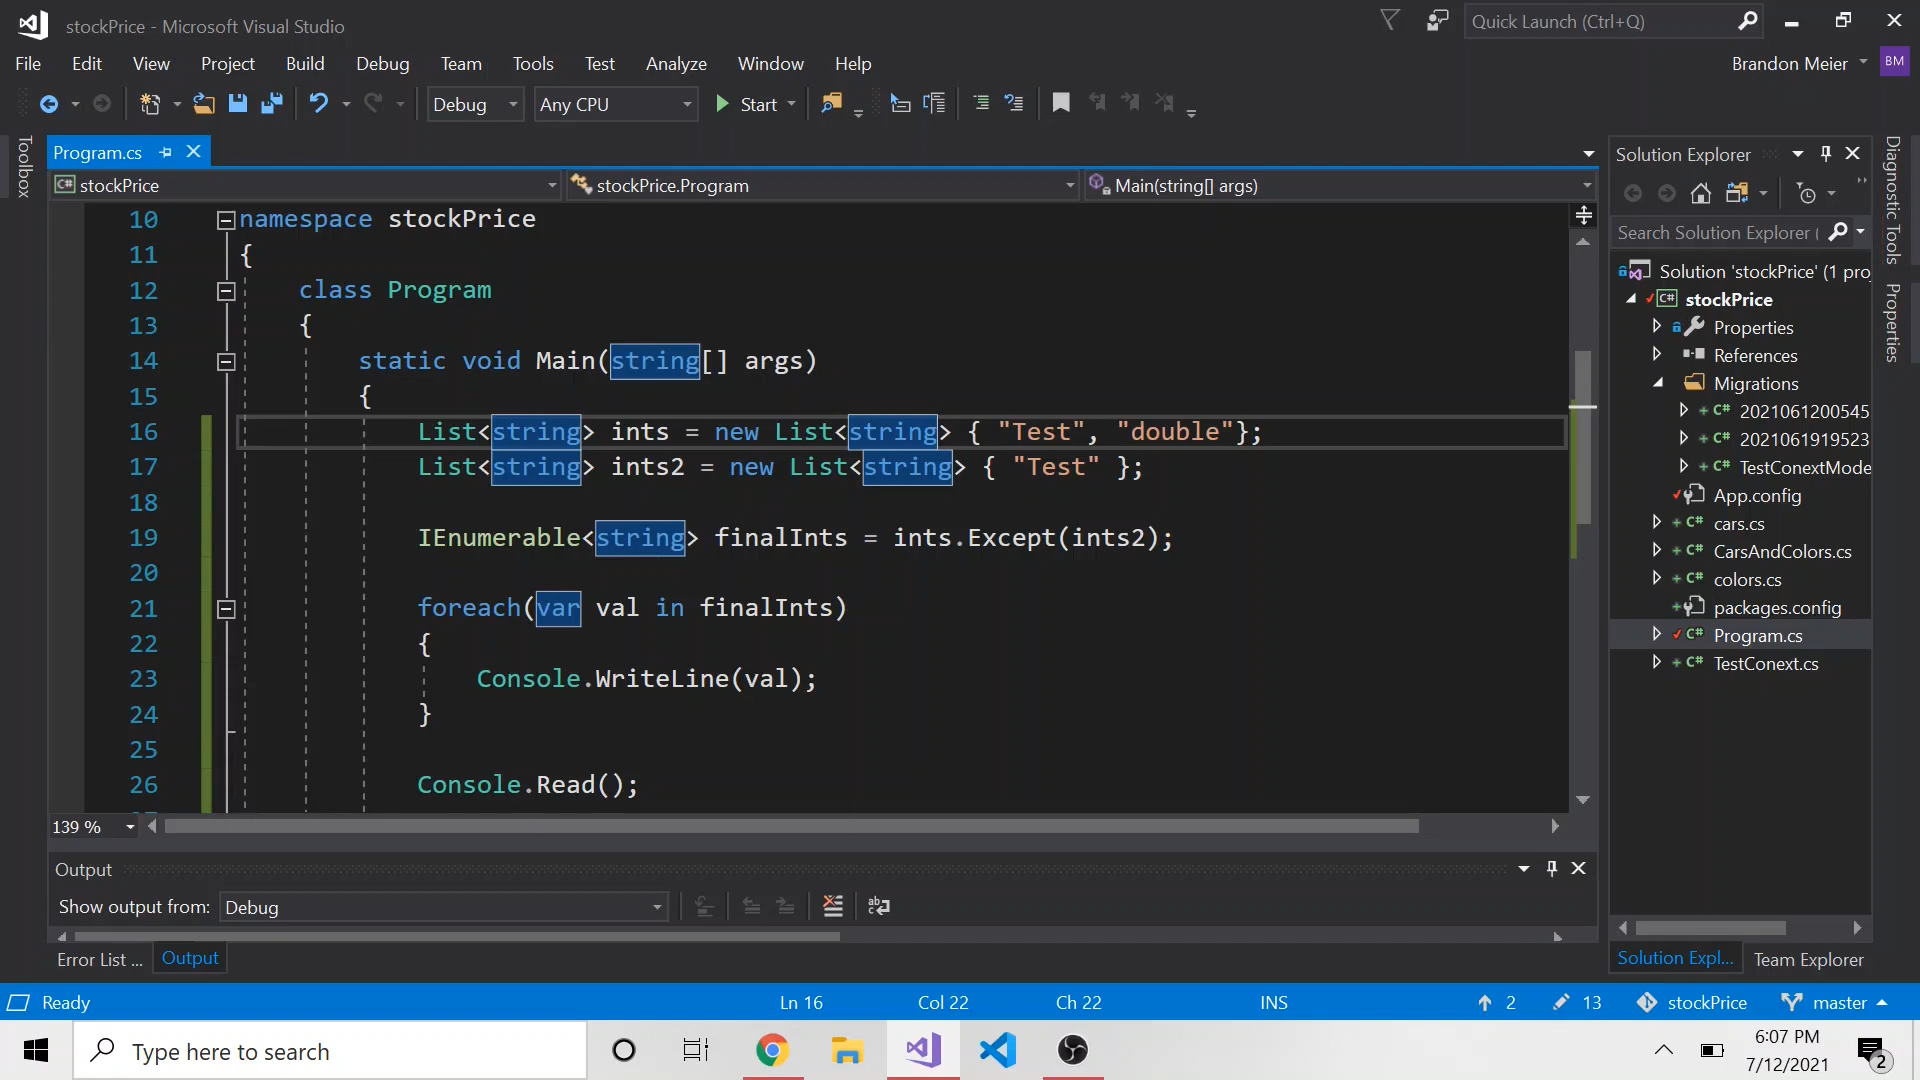 stockPrice - Microsoft Visual Studio
Quick Launch (Ctrl+Q)
File Edit View Project Build Debug Team Tools Test Analyze Window Help
Brandon Meier BM
Debug Any CPU Start
Toolbox
Program.cs
stockPrice stockPrice.Program Main(string[] args)
10 namespace stockPrice
11 {
12 class Program
13 {
14 static void Main(string[] args)
15 {
16 List<string> ints = new List<string> { "Test", "double"};
17 List<string> ints2 = new List<string> { "Test" };
18
19 IEnumerable<string> finalInts = ints.Except(ints2);
20
21 foreach(var val in finalInts)
22 {
23 Console.WriteLine(val);
24 }
25
26 Console.Read();
139 %
Output
Show output from: Debug
Error List ... Output
Solution Explorer
Search Solution Explorer (
Solution 'stockPrice' (1 pro
C# stockPrice
Properties
References
Migrations
C# 2021061200545
C# 2021061919523
C# TestConextMode
App.config
C# cars.cs
C# CarsAndColors.cs
C# colors.cs
packages.config
C# Program.cs
C# TestConext.cs
Solution Expl... Team Explorer
Diagnostic Tools
Properties
Ready Ln 16 Col 22 Ch 22 INS 2 13 stockPrice master
Type here to search
6:07 PM
7/12/2021
2